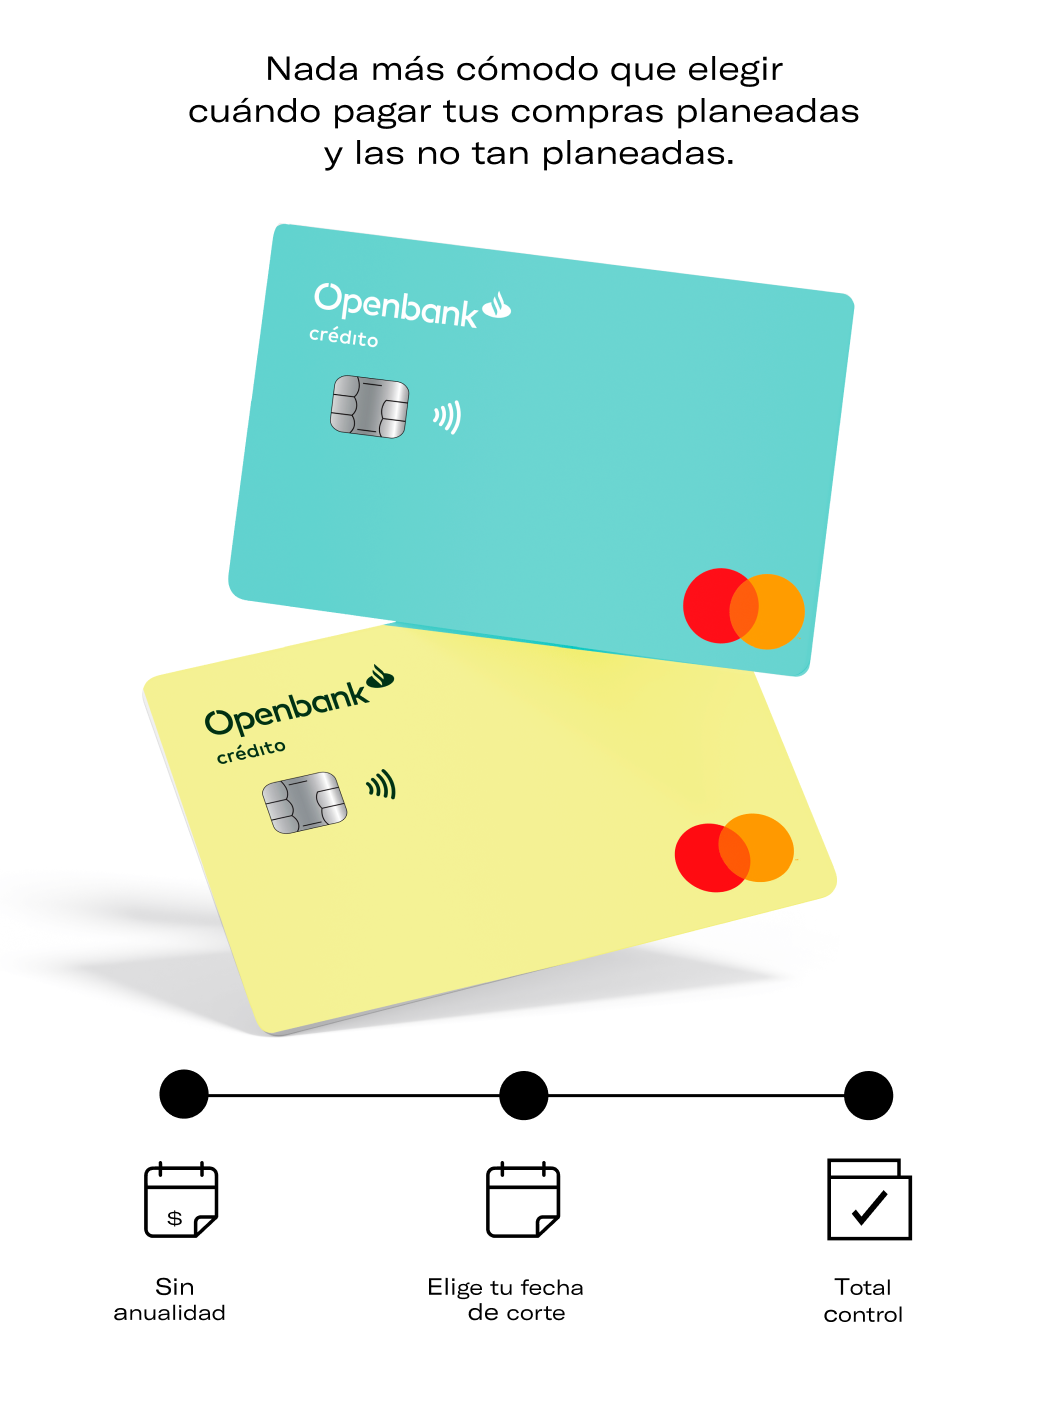 Nada más cómodo que elegir
cuándo pagar tus compras planeadas
y las no tan planeadas.
Openbank
crédito
Openbank
crédito
$
Sin
anualidad
Elige tu fecha
de corte
Total
control